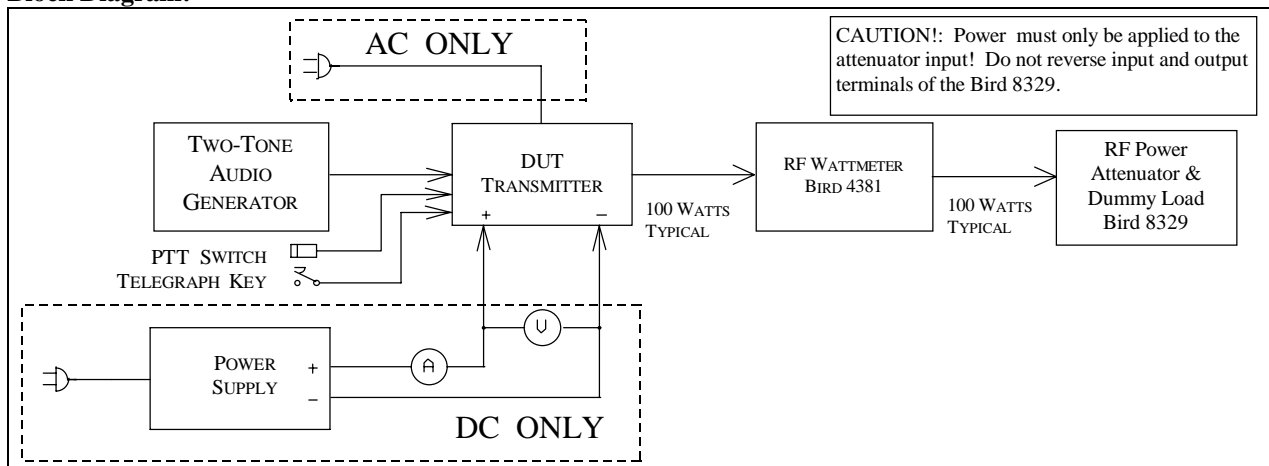 Block Diagram:
AC ONLY
CAUTION!: Power must only be applied to the
attenuator input! Do not reverse input and output
terminals of the Bird 8329.
TWO-TONE
AUDIO
GENERATOR
DUT
TRANSMITTER
+ −
RF WATTMETER
BIRD 4381
RF Power
Attenuator &
Dummy Load
Bird 8329
100 WATTS
TYPICAL
100 WATTS
TYPICAL
PTT SWITCH
TELEGRAPH KEY
V
A
POWER
SUPPLY
+
−
DC ONLY